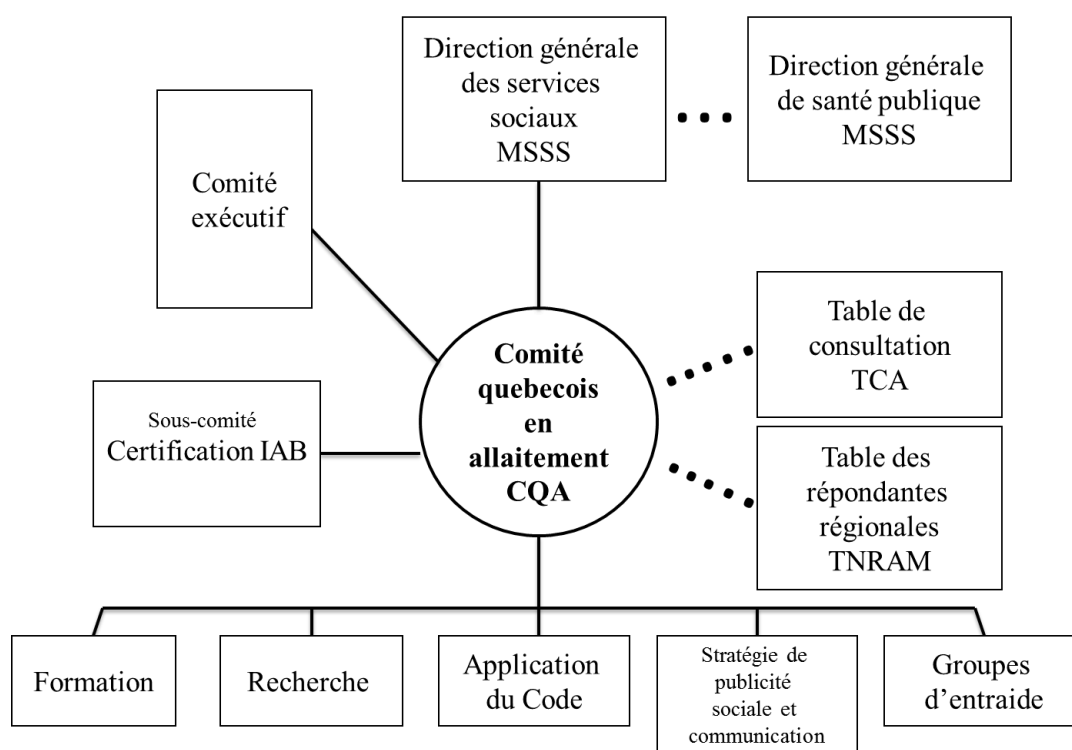 Direction générale
des services
sociaux
MSSS
Direction générale
de santé publique
MSSS
Comité
exécutif
Table de
consultation
TCA
Comité
quebecois
en
allaitement
CQA
Sous-comité
Certification IAB
Table des
répondantes
régionales
TNRAM
Formation
Recherche
Application
du Code
Stratégie de
publicité
sociale et
communication
Groupes
d’entraide